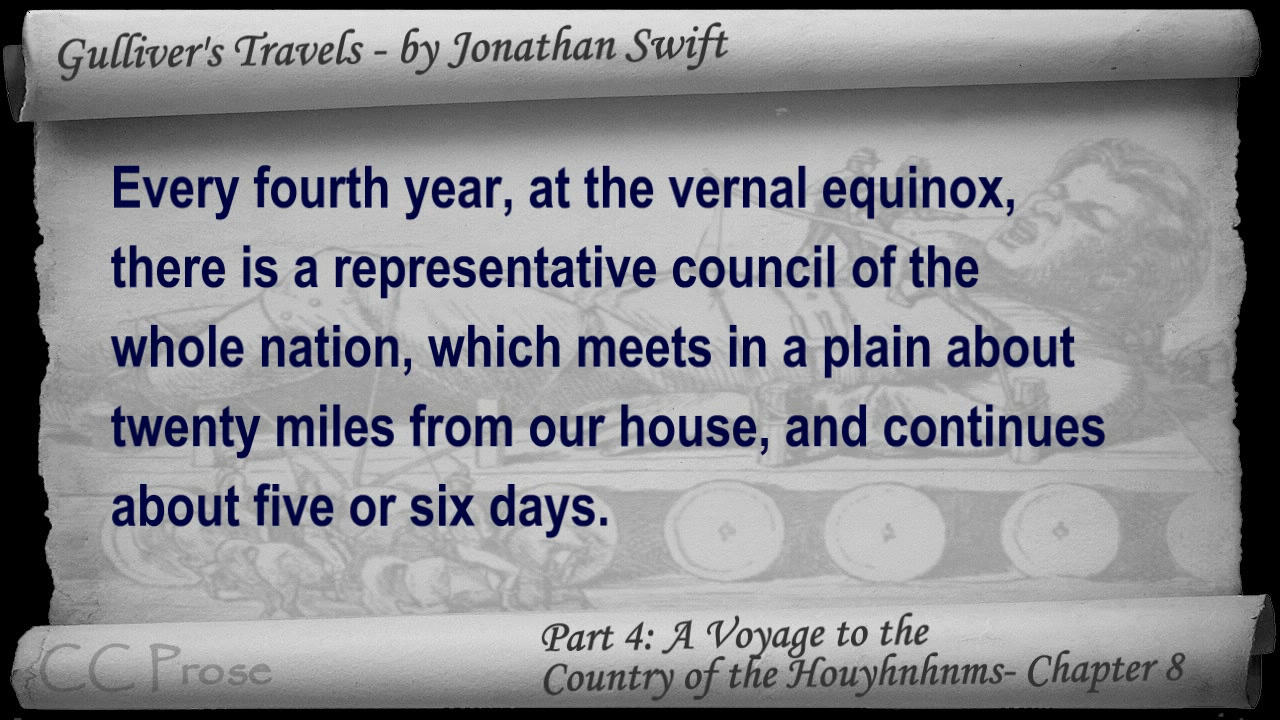 Gulliver's Travels - by Jonathan Swift
Every fourth year, at the vernal equinox,
there is a representative council of the
whole nation, which meets in a plain about
twenty miles from our house, and continues
about five or six days.
CC Prose
Part 4: A Voyage to the
Country of the Houyhnhnms- Chapter 8